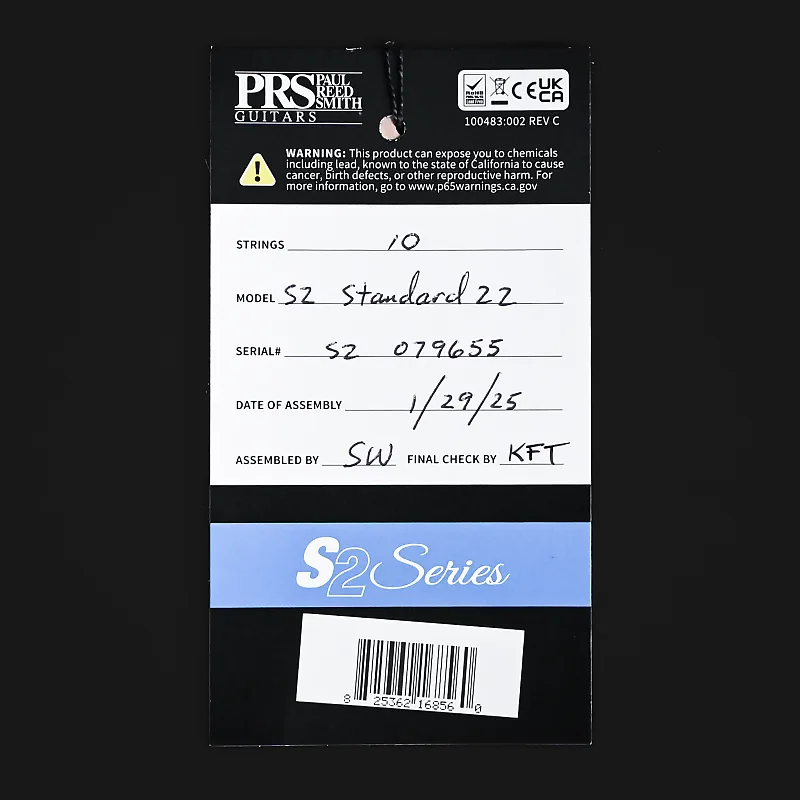 PRS PAUL REED SMITH
GUITARS
RoHS
CE UKCA
100483:002 REV C
WARNING: This product can expose you to chemicals
including lead, known to the state of California to cause
cancer, birth defects, or other reproductive harm. For
more information, go to www.p65warnings.ca.gov
STRINGS 10
MODEL S2 Standard 22
SERIAL# S2 079655
DATE OF ASSEMBLY 1/29/25
ASSEMBLED BY SW FINAL CHECK BY KFT
S2 Series
8 25362 16856 0